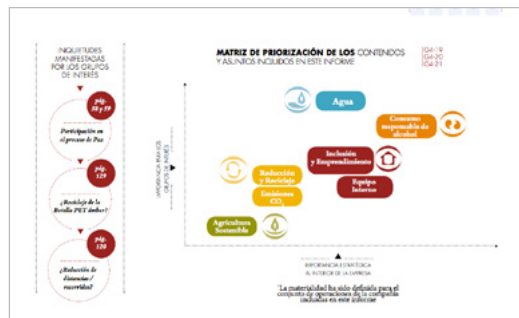 INQUIETUDES
MANIFESTADAS
POR LOS GRUPOS
DE INTERÉS
pág.
58 y 59
Participación en
el proceso de Paz
pág.
129
¿Reciclaje de la
Botella PET ámbar?
pág.
126
¿Reducción de
distancias /
recorridos?
MATRIZ DE PRIORIZACIÓN DE LOS CONTENIDOS
Y ASUNTOS INCLUIDOS EN ESTE INFORME
G4-19
G4-20
G4-21
IMPORTANCIA PARA LOS
GRUPOS DE INTERÉS
Agua
Consumo
responsable de
alcohol
Inclusión
y Emprendimiento
Equipo
Interno
Reducción
y Reciclaje
Emisiones
CO2
Agricultura
Sostenible
IMPORTANCIA ESTRATÉGICA
AL INTERIOR DE LA EMPRESA
*La materialidad ha sido definida para el
conjunto de operaciones de la compañía
incluidas en este informe